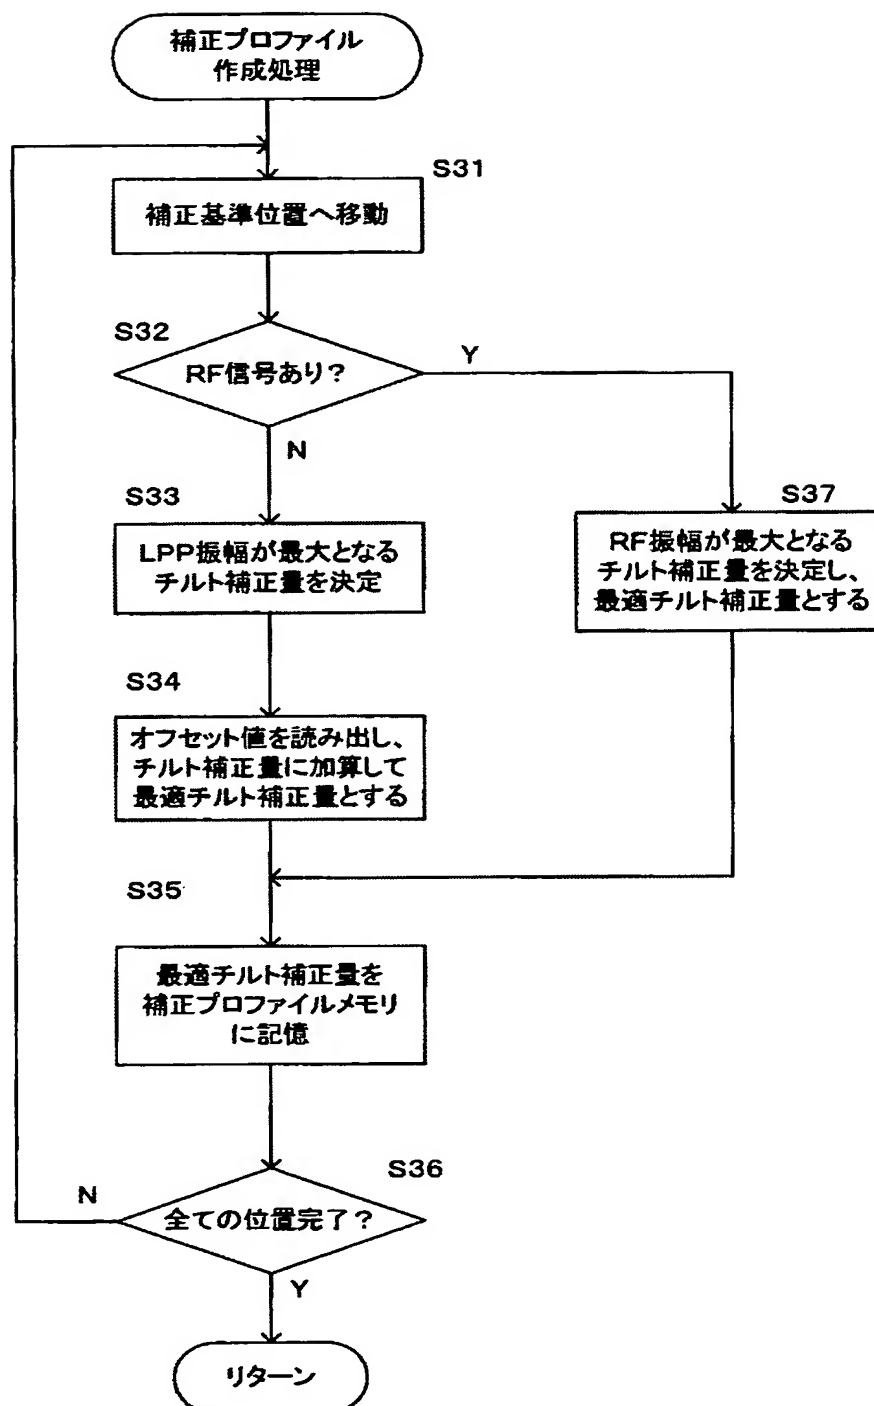 補正プロファイル
作成処理
S31
補正基準位置へ移動
S32
RF信号あり?
Y
N
S33
LPP振幅が最大となる
チルト補正量を決定
S37
RF振幅が最大となる
チルト補正量を決定し、
最適チルト補正量とする
S34
オフセット値を読み出し、
チルト補正量に加算して
最適チルト補正量とする
S35
最適チルト補正量を
補正プロファイルメモリ
に記憶
S36
全ての位置完了?
N
Y
リターン